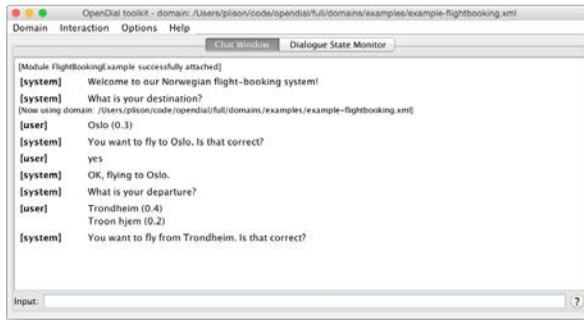 OpenDial toolkit - domain: /Users/plison/code/opendial/full/domains/examples/example-flightbooking.xml
Domain Interaction Options Help
Chat Window Dialogue State Monitor
[Module FlightBookingExample successfully attached]
[system] Welcome to our Norwegian flight-booking system!
[system] What is your destination?
[Now using domain: /Users/plison/code/opendial/full/domains/examples/example-flightbooking.xml]
[user] Oslo (0.3)
[system] You want to fly to Oslo. Is that correct?
[user] yes
[system] OK, flying to Oslo.
[system] What is your departure?
[user] Trondheim (0.4)
Troon hjem (0.2)
[system] You want to fly from Trondheim. Is that correct?
Input: ?